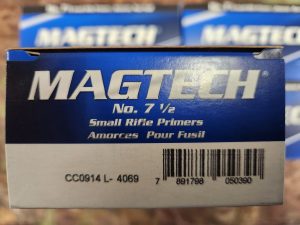 MAGTECH®
No. 7 ½
Small Rifle Primers
Amorces Pour Fusil
CC0914 L- 4069
7 891798 050390